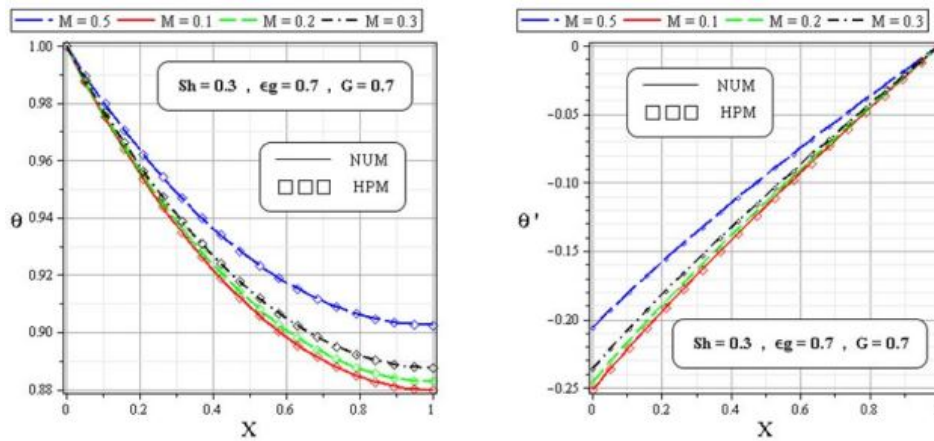 M = 0.5 M = 0.1 M = 0.2 M = 0.3
1.00
0.98
0.96
0.94
0.92
0.90
0.88
θ
Sh = 0.3 , ϵg = 0.7 , G = 0.7
NUM
HPM
0 0.2 0.4 0.6 0.8 1
X
M = 0.5 M = 0.1 M = 0.2 M = 0.3
0
−0.05
−0.10
−0.15
−0.20
−0.25
θ '
NUM
HPM
Sh = 0.3 , ϵg = 0.7 , G = 0.7
0 0.2 0.4 0.6 0.8
X